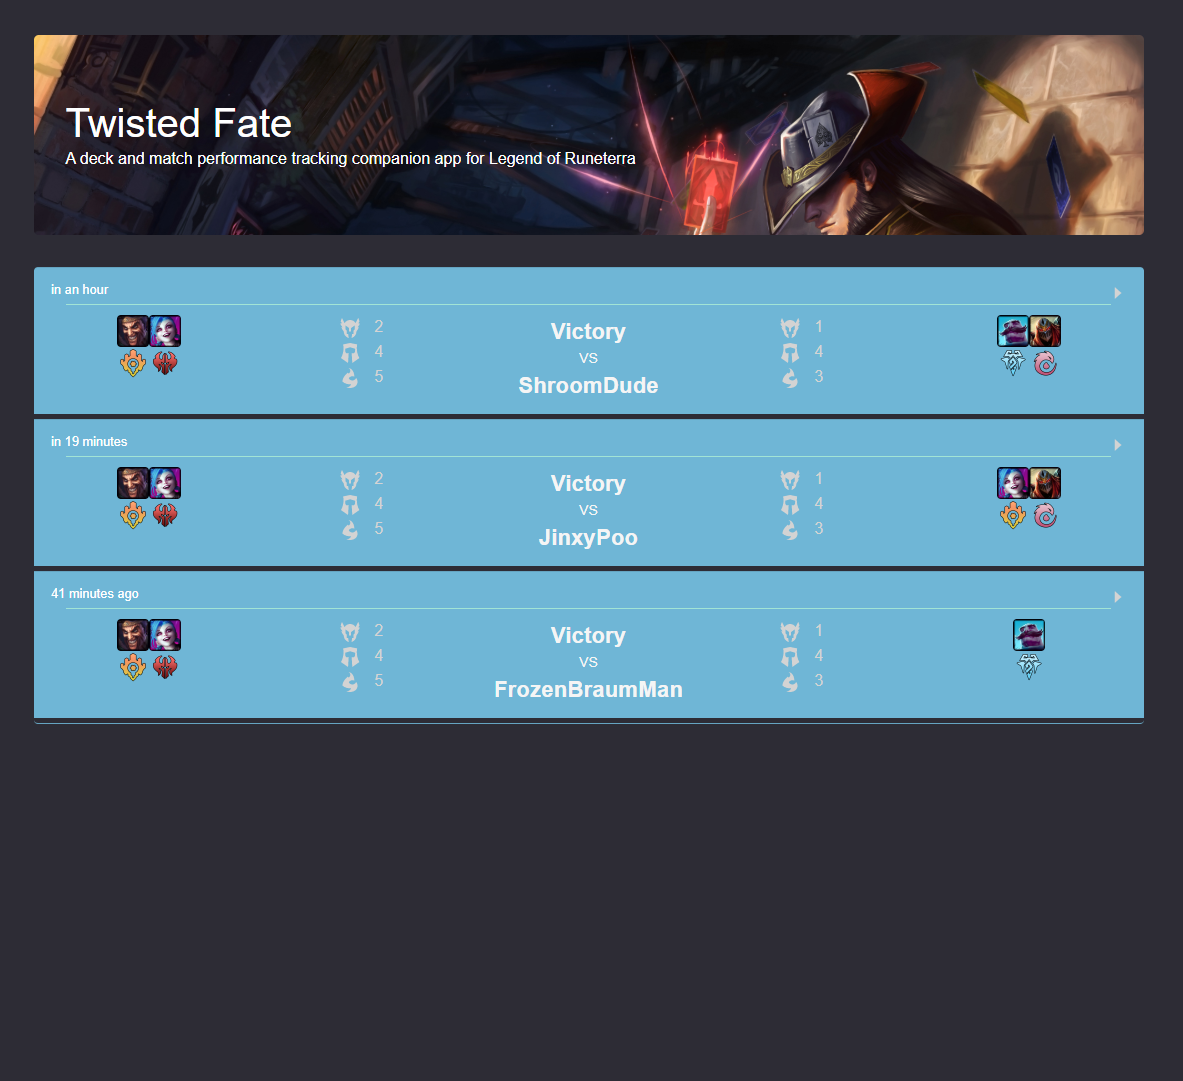 Twisted Fate
A deck and match performance tracking companion app for Legend of Runeterra
in an hour
2 Victory 1
4 VS 4
5 ShroomDude 3
in 19 minutes
2 Victory 1
4 VS 4
5 JinxyPoo 3
41 minutes ago
2 Victory 1
4 VS 4
5 FrozenBraumMan 3